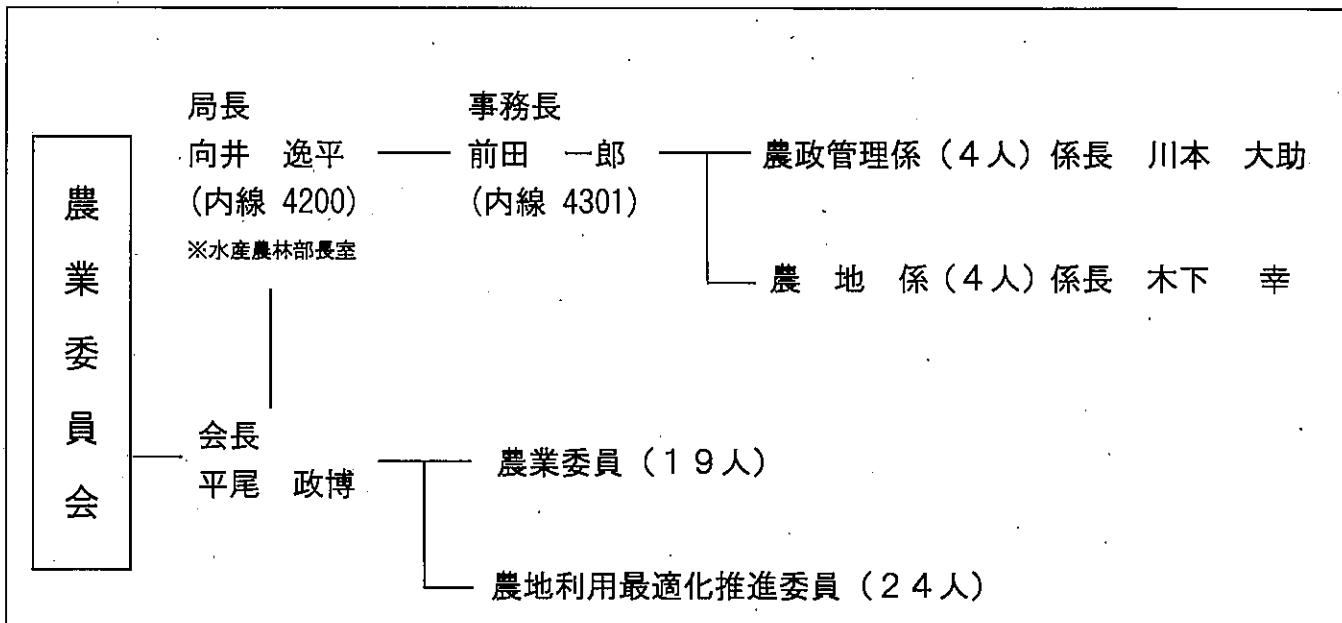 農業委員会
局長
向井 逸平
(内線 4200)
※水産農林部長室
事務長
前田 一郎
(内線 4301)
農政管理係（４人）係長 川本 大助
農 地 係（４人）係長 木下 幸
会長
平尾 政博
農業委員（１９人）
農地利用最適化推進委員（２４人）